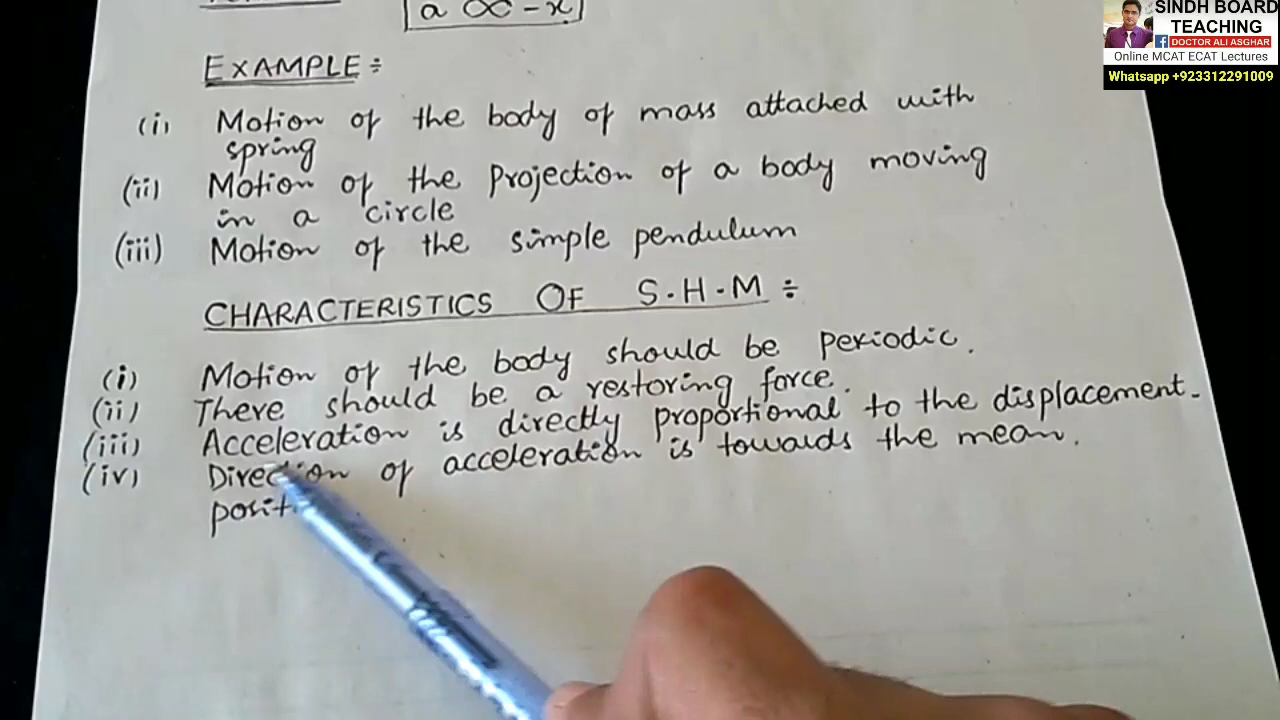 a ∝ - x
EXAMPLE ÷
(i) Motion of the body of mass attached with
spring
(ii) Motion of the projection of a body moving
in a circle
(iii) Motion of the simple pendulum
CHARACTERISTICS OF S.H.M ÷
(i) Motion of the body should be periodic.
(ii) There should be a restoring force.
(iii) Acceleration is directly proportional to the displacement.
(iv) Direction of acceleration is towards the mean.
SINDH BOARD
TEACHING
DOCTOR ALI ASGHAR
Online MCAT ECAT Lectures
Whatsapp +923312291009